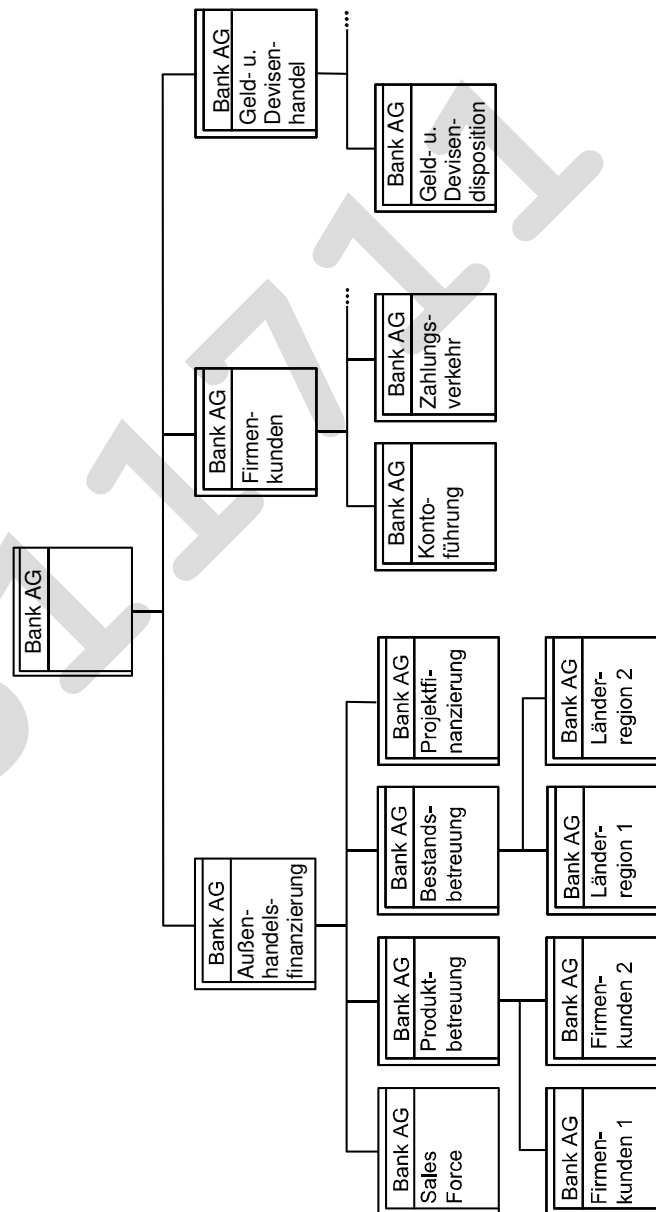 Bank AG
Bank AG
Außen-
handels-
finanzierung
Bank AG
Firmen-
kunden
Bank AG
Geld- u.
Devisen-
handel
Bank AG
Sales
Force
Bank AG
Produkt-
betreuung
Bank AG
Bestands-
betreuung
Bank AG
Projektfi-
nanzierung
Bank AG
Konto-
führung
Bank AG
Zahlungs-
verkehr
....
Bank AG
Geld- u.
Devisen-
disposition
....
Bank AG
Firmen-
kunden 1
Bank AG
Firmen-
kunden 2
Bank AG
Länder-
region 1
Bank AG
Länder-
region 2